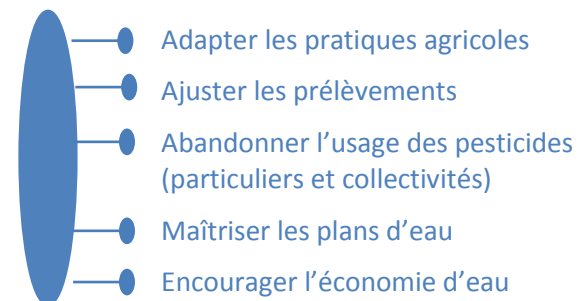 Adapter les pratiques agricoles
Ajuster les prélèvements
Abandonner l’usage des pesticides
(particuliers et collectivités)
Maîtriser les plans d’eau
Encourager l’économie d’eau